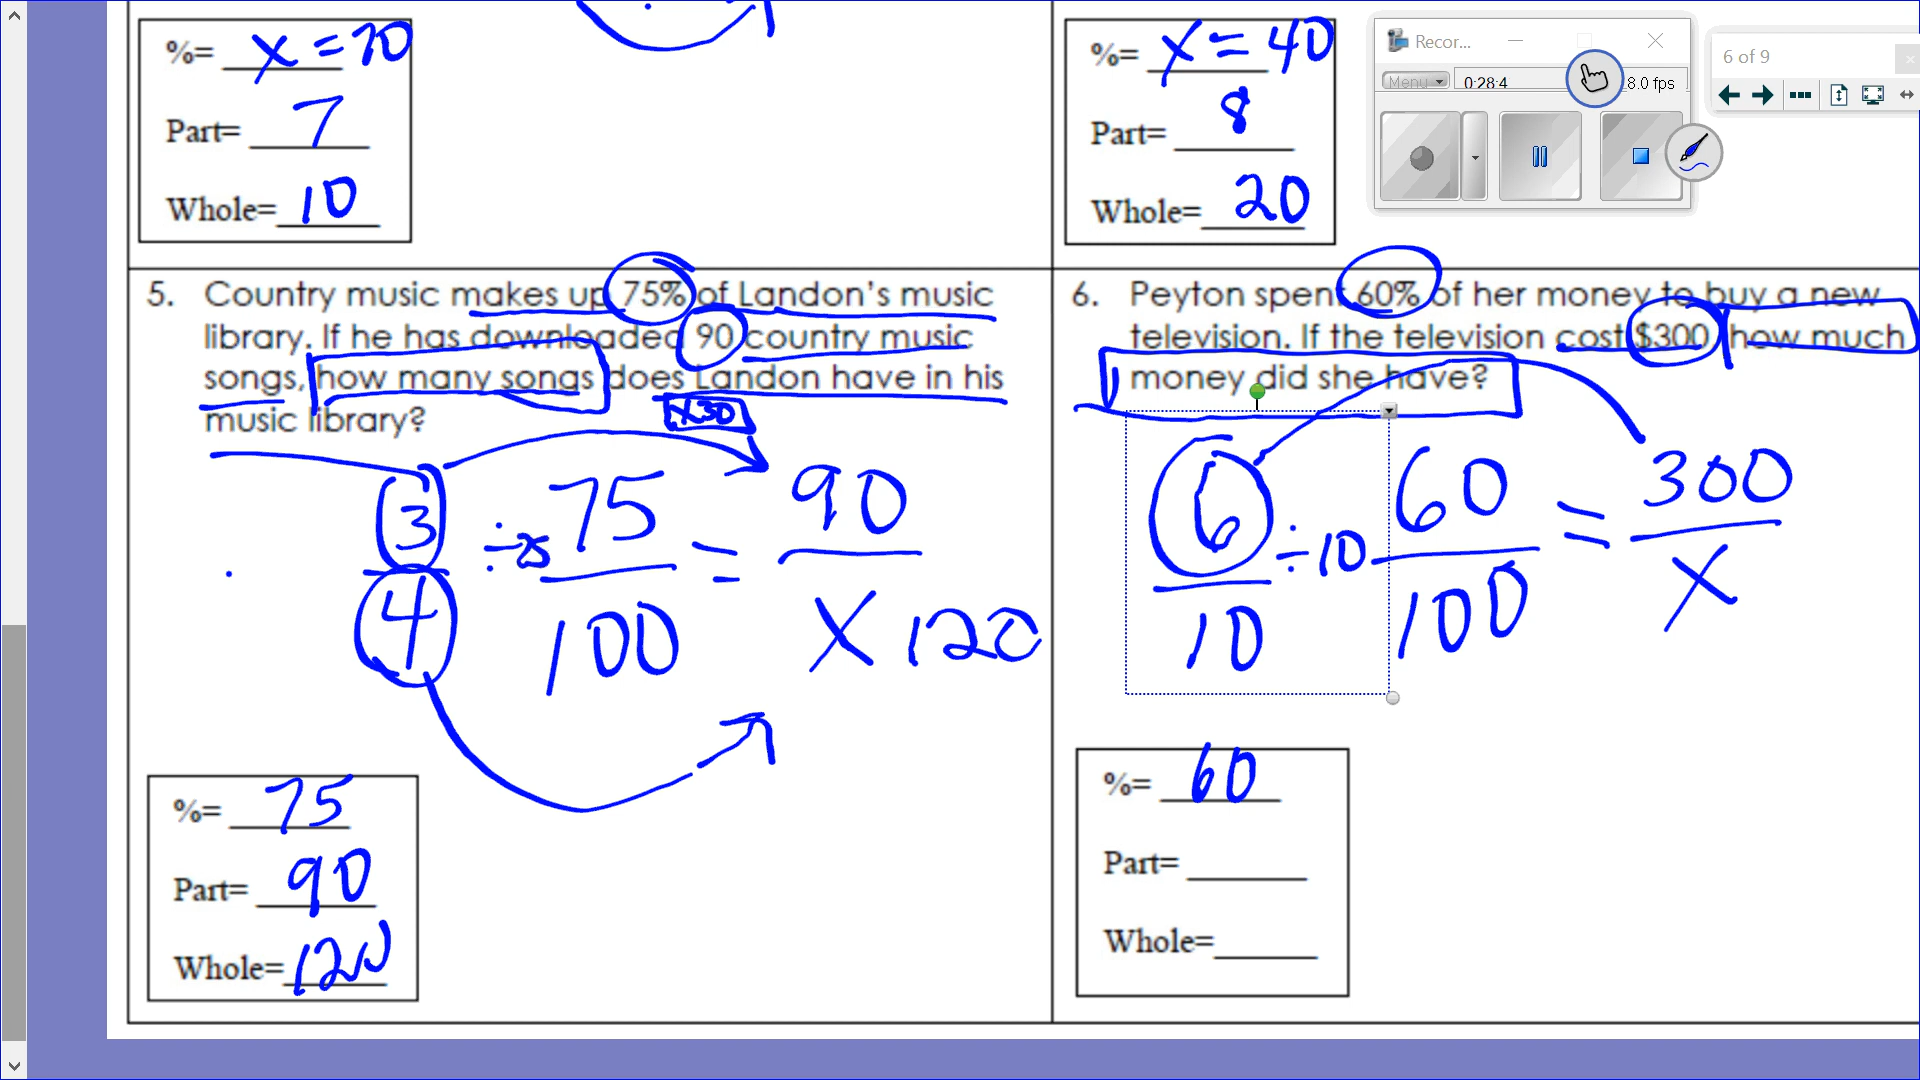 %= x = 70
Part= 7
Whole= 10
%= x = 40
Part= 8
Whole= 20
Recor...
Menu
0:28:4
8.0 fps
6 of 9
5. Country music makes up 75% of Landon's music
library. If he has downloaded 90 country music
songs, how many songs does Landon have in his
music library?
x30
3
4
÷25
75
100
=
90
x 120
%= 75
Part= 90
Whole= 120
6. Peyton spent 60% of her money to buy a new
television. If the television cost $300 how much
money did she have?
6
10
÷10
60
100
=
300
x
%= 60
Part=
Whole=